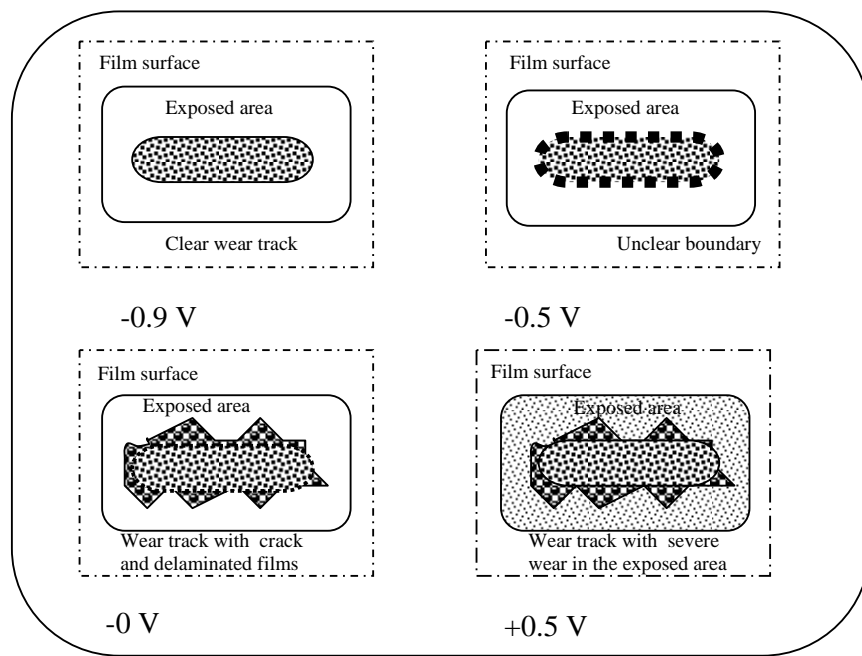 Film surface
Exposed area
Clear wear track
-0.9 V
Film surface
Exposed area
Unclear boundary
-0.5 V
Film surface
Exposed area
Wear track with crack
and delaminated films
-0 V
Film surface
Exposed area
Wear track with severe
wear in the exposed area
+0.5 V